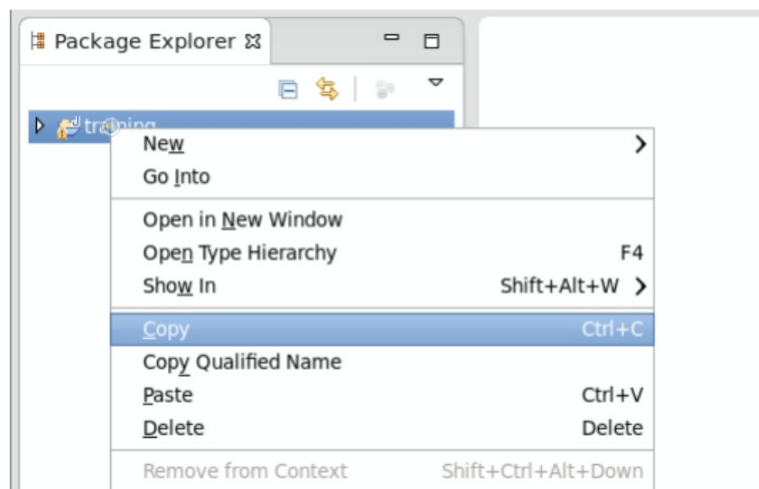 Package Explorer
training
New
Go Into
Open in New Window
Open Type Hierarchy F4
Show In Shift+Alt+W
Copy Ctrl+C
Copy Qualified Name
Paste Ctrl+V
Delete Delete
Remove from Context Shift+Ctrl+Alt+Down